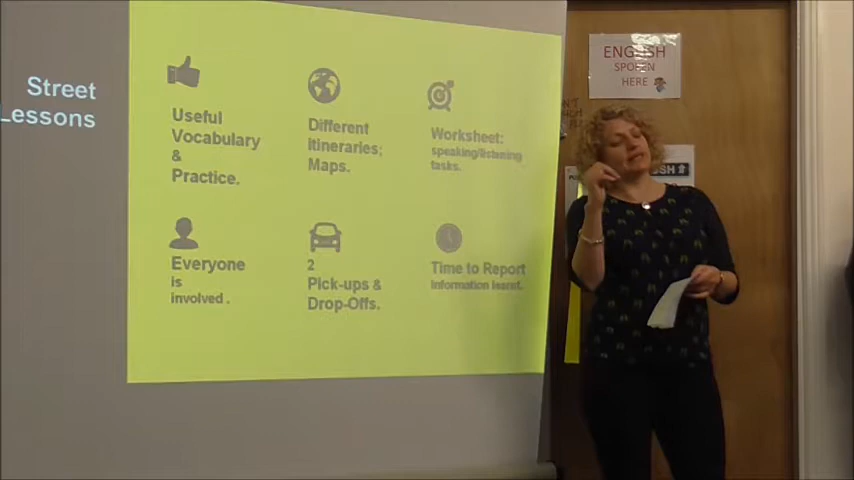 Street
Lessons
Useful
Vocabulary
&
Practice.
Different
itineraries;
Maps.
Worksheet:
speaking/listening
tasks.
Everyone
is
involved.
2
Pick-ups &
Drop-Offs.
Time to Report
Information learnt.
ENGLISH
SPOKEN
HERE